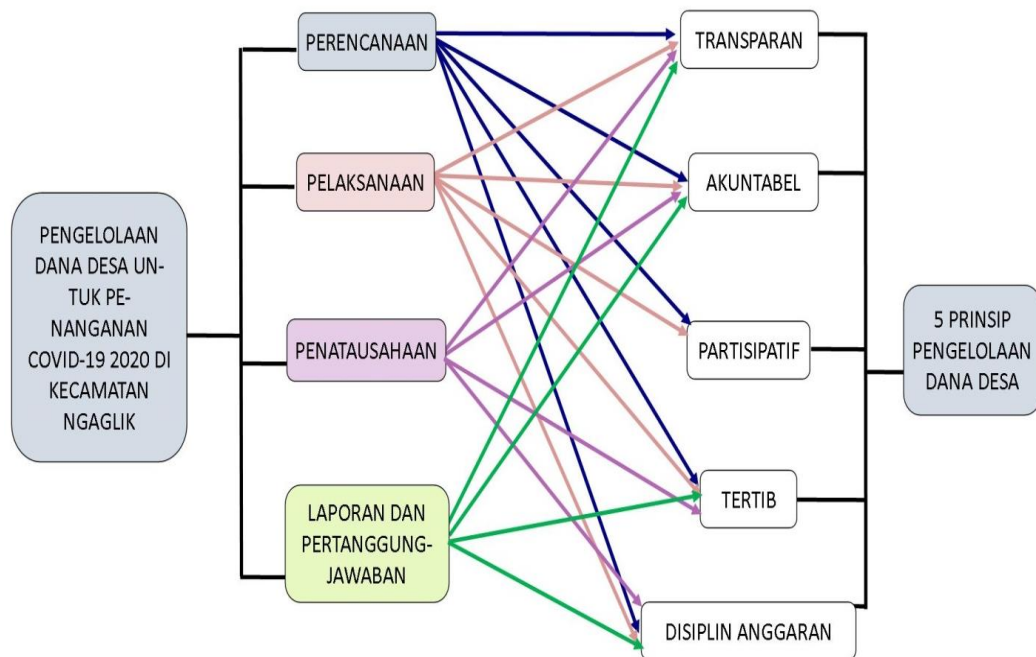 PENGELOLAAN
DANA DESA UN-
TUK PE-
NANGANAN
COVID-19 2020 DI
KECAMATAN
NGAGLIK
PERENCANAAN
PELAKSANAAN
PENATAUSAHAAN
LAPORAN DAN
PERTANGGUNG-
JAWABAN
TRANSPARAN
AKUNTABEL
PARTISIPATIF
TERTIB
DISIPLIN ANGGARAN
5 PRINSIP
PENGELOLAAN
DANA DESA